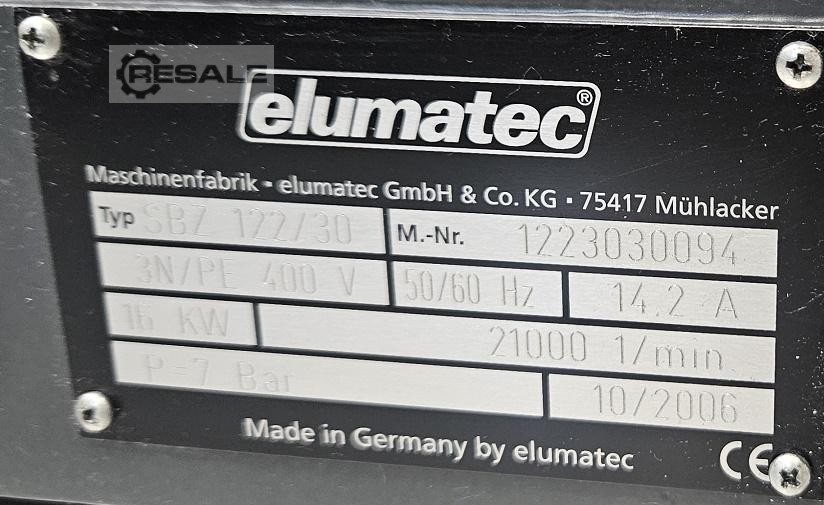 RESALE
elumatec®
Maschinenfabrik • elumatec GmbH & Co. KG • 75417 Mühlacker
Typ SBZ 122/30 M.-Nr. 1223030094
3N/PE 400 V 50/60 Hz 14.2 A
16 KW 21000 1/min
P=7 Bar 10/2006
Made in Germany by elumatec CE